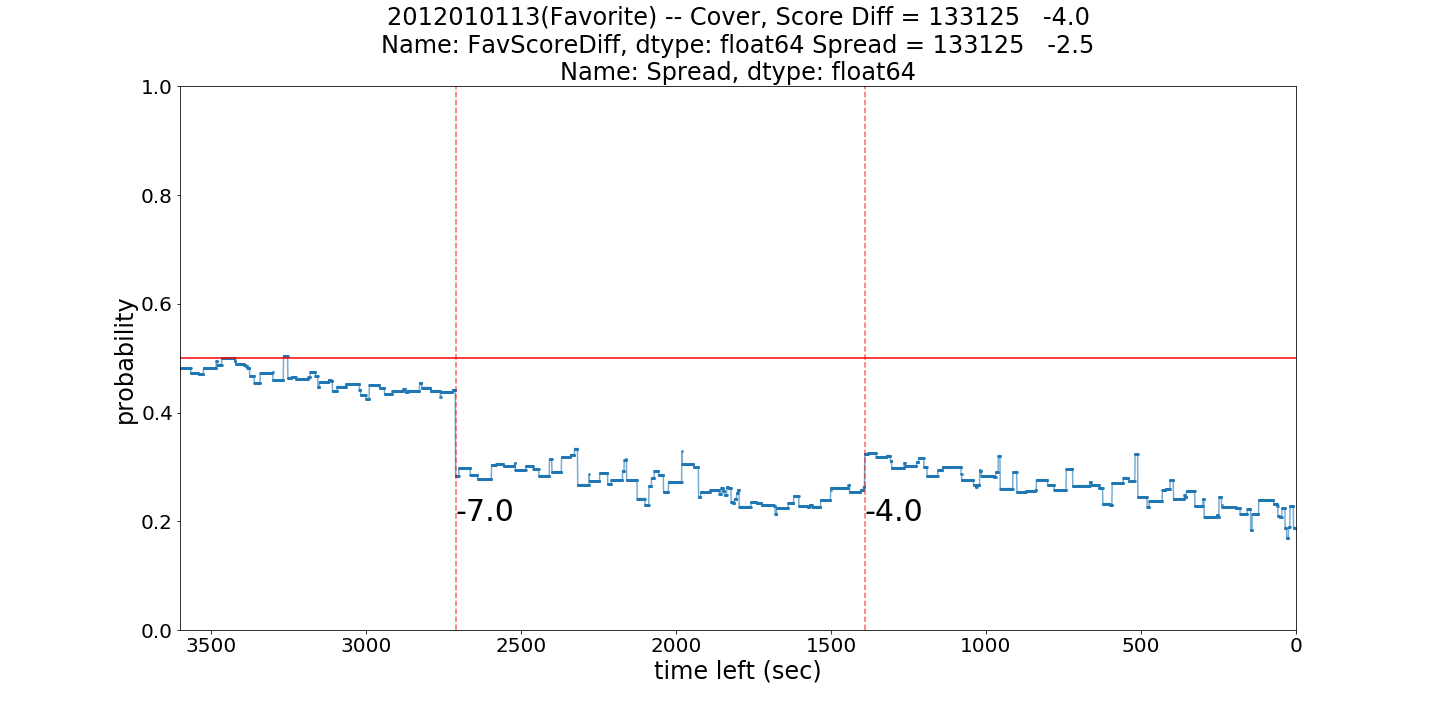 2012010113(Favorite) -- Cover, Score Diff = 133125   -4.0
Name: FavScoreDiff, dtype: float64 Spread = 133125   -2.5
Name: Spread, dtype: float64
1.0
0.8
0.6
0.4
0.2
0.0
probability
-7.0
-4.0
3500 3000 2500 2000 1500 1000 500 0
time left (sec)